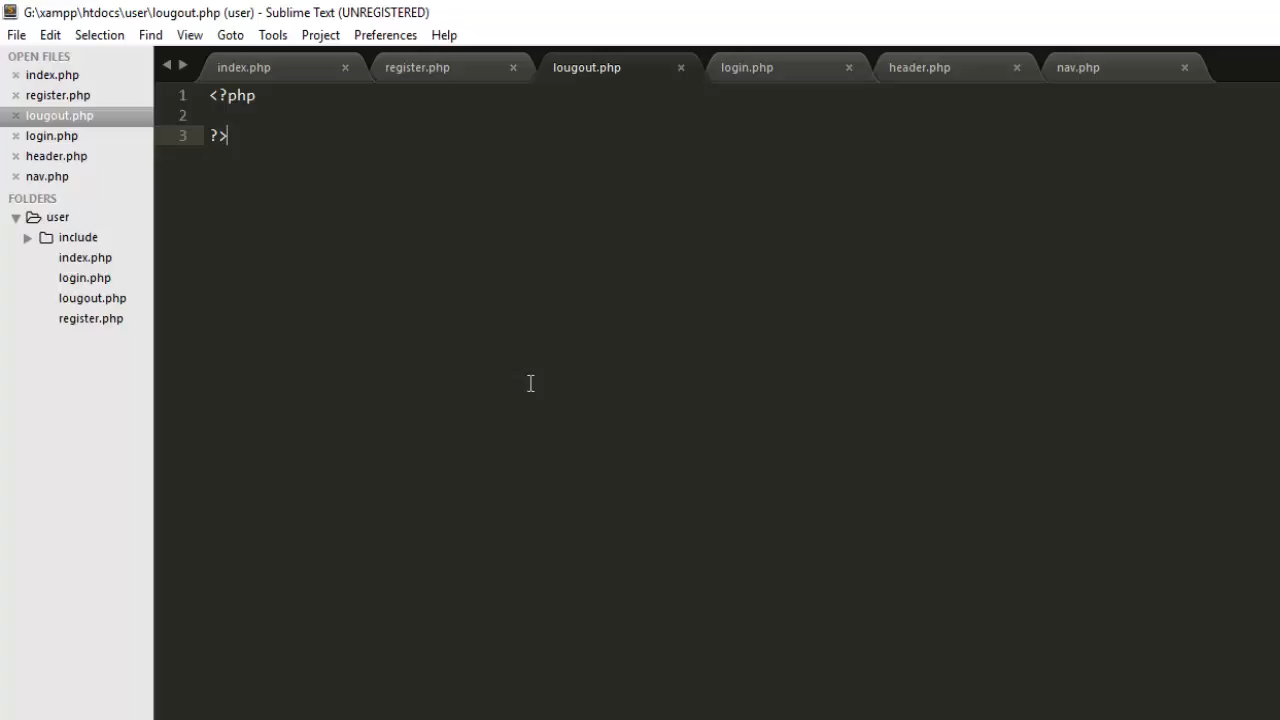 G:\xampp\htdocs\user\lougout.php (user) - Sublime Text (UNREGISTERED)
File Edit Selection Find View Goto Tools Project Preferences Help
OPEN FILES
index.php
register.php
lougout.php
login.php
header.php
nav.php
FOLDERS
user
include
index.php
login.php
lougout.php
register.php
index.php register.php lougout.php login.php header.php nav.php
1 <?php
2
3 ?>